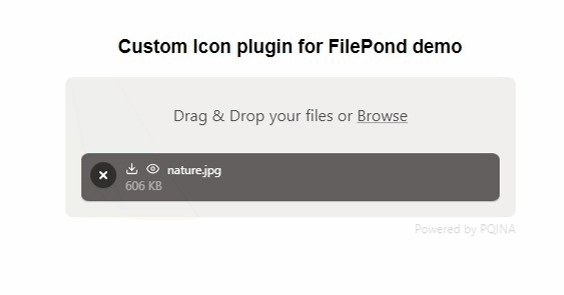 Custom Icon plugin for FilePond demo
Drag & Drop your files or Browse
nature.jpg
606 KB
Powered by PQINA